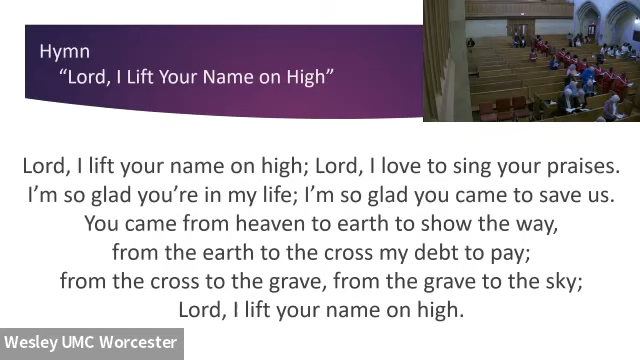 Hymn
“Lord, I Lift Your Name on High”
Lord, I lift your name on high; Lord, I love to sing your praises.
I’m so glad you’re in my life; I’m so glad you came to save us.
You came from heaven to earth to show the way,
from the earth to the cross my debt to pay;
from the cross to the grave, from the grave to the sky;
Lord, I lift your name on high.
Wesley UMC Worcester